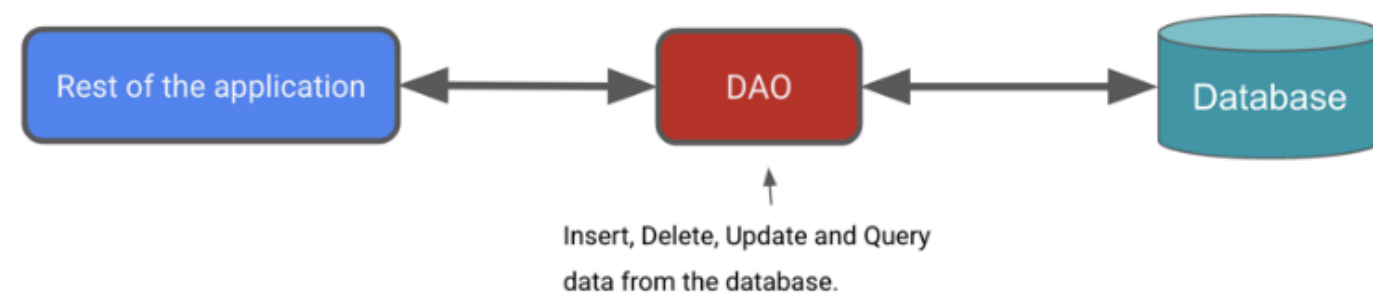 Rest of the application
DAO
Database
Insert, Delete, Update and Query
data from the database.